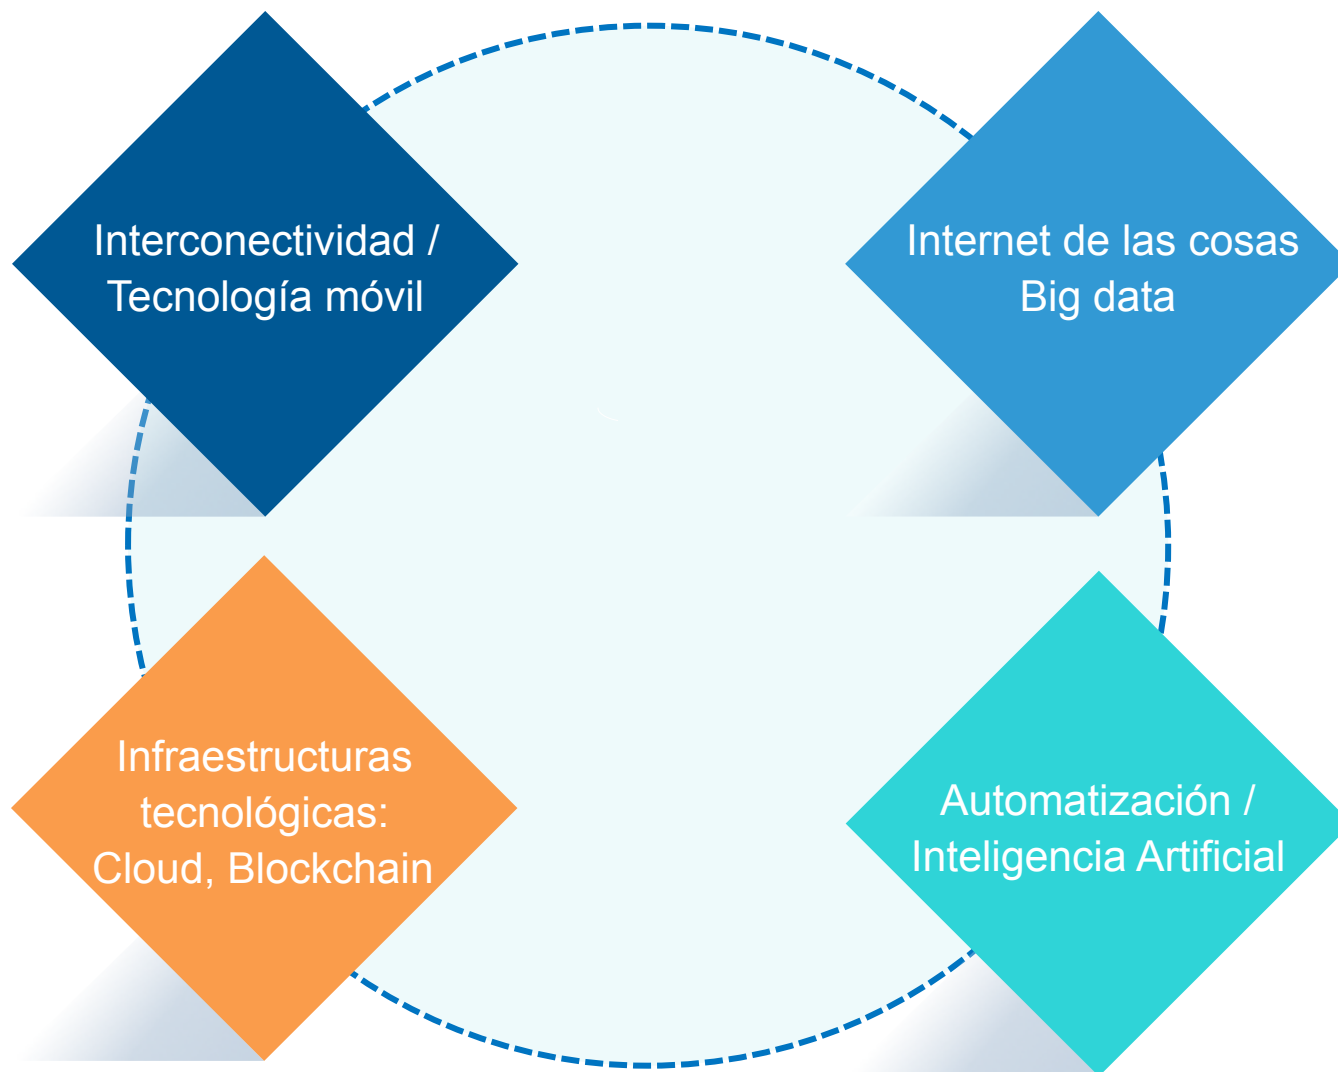 Interconectividad /
Tecnología móvil
Internet de las cosas
Big data
Infraestructuras
tecnológicas:
Cloud, Blockchain
Automatización /
Inteligencia Artificial